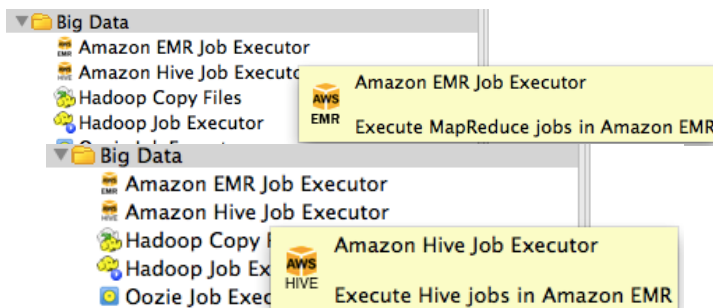 Big Data
Amazon EMR Job Executor
Amazon Hive Job Executo
Hadoop Copy Files
Hadoop Job Executor
AWS
EMR
Amazon EMR Job Executor
Execute MapReduce jobs in Amazon EMR
Big Data
Amazon EMR Job Executor
Amazon Hive Job Executor
Hadoop Copy
Hadoop Job Ex
Oozie Job Exec
AWS
HIVE
Amazon Hive Job Executor
Execute Hive jobs in Amazon EMR